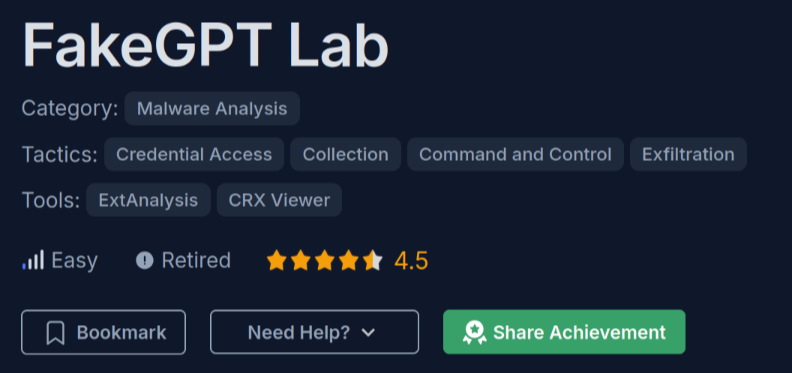 FakeGPT Lab
Category: Malware Analysis
Tactics: Credential Access Collection Command and Control Exfiltration
Tools: ExtAnalysis CRX Viewer
Easy Retired 4.5
Bookmark Need Help? Share Achievement